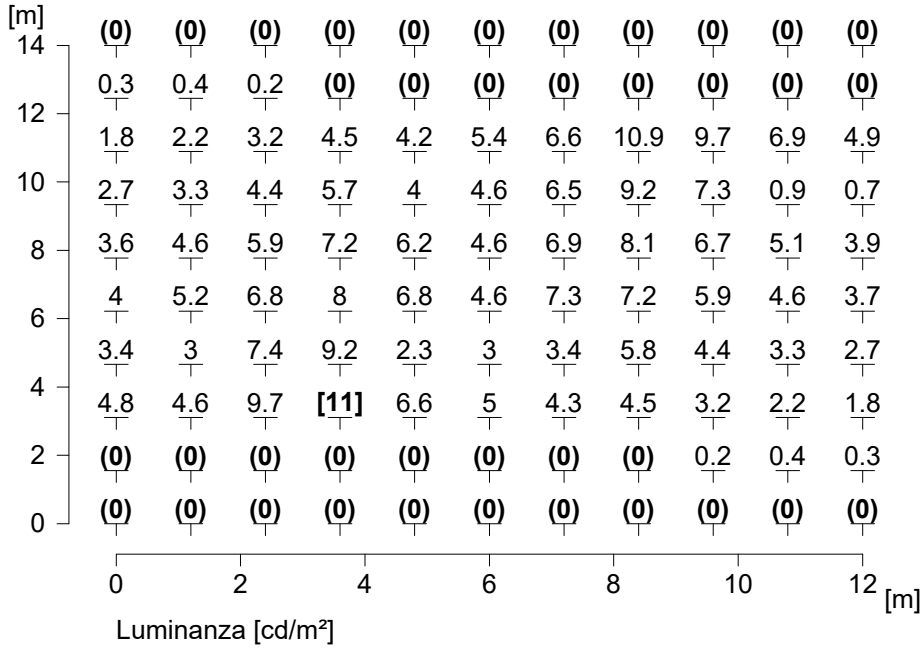 [m]
14 (0) (0) (0) (0) (0) (0) (0) (0) (0) (0) (0)
0.3 0.4 0.2 (0) (0) (0) (0) (0) (0) (0) (0)
12
1.8 2.2 3.2 4.5 4.2 5.4 6.6 10.9 9.7 6.9 4.9
10 2.7 3.3 4.4 5.7 4 4.6 6.5 9.2 7.3 0.9 0.7
8 3.6 4.6 5.9 7.2 6.2 4.6 6.9 8.1 6.7 5.1 3.9
4 5.2 6.8 8 6.8 4.6 7.3 7.2 5.9 4.6 3.7
6
3.4 3 7.4 9.2 2.3 3 3.4 5.8 4.4 3.3 2.7
4
4.8 4.6 9.7 [11] 6.6 5 4.3 4.5 3.2 2.2 1.8
2 (0) (0) (0) (0) (0) (0) (0) (0) 0.2 0.4 0.3
0 (0) (0) (0) (0) (0) (0) (0) (0) (0) (0) (0)
0 2 4 6 8 10 12 [m]
Luminanza [cd/m²]